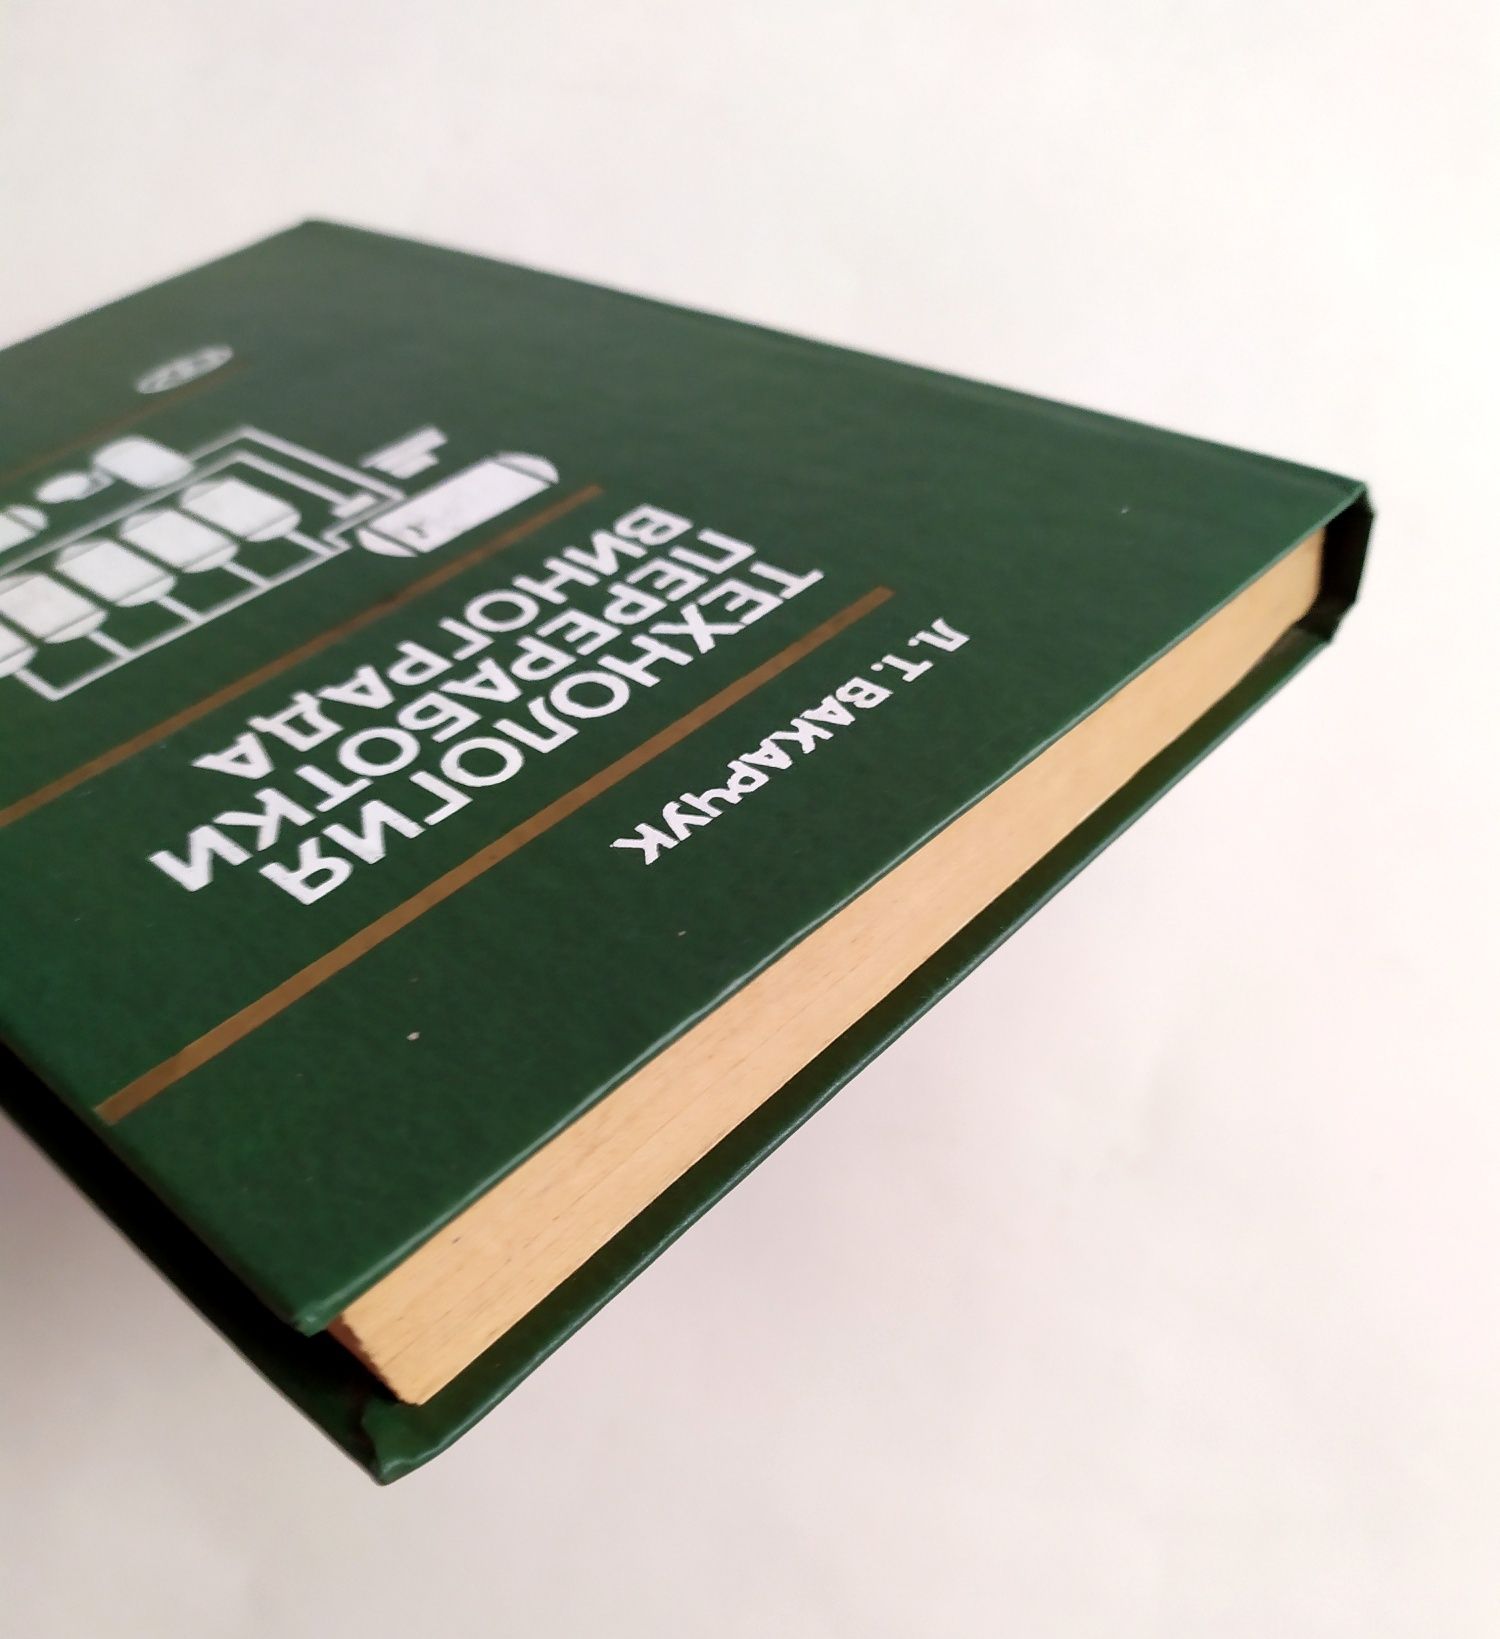 Л. Т. ВАКАРЧУК
ТЕХНОЛОГИЯ
ПЕРЕРАБОТКИ
ВИНОГРАДА